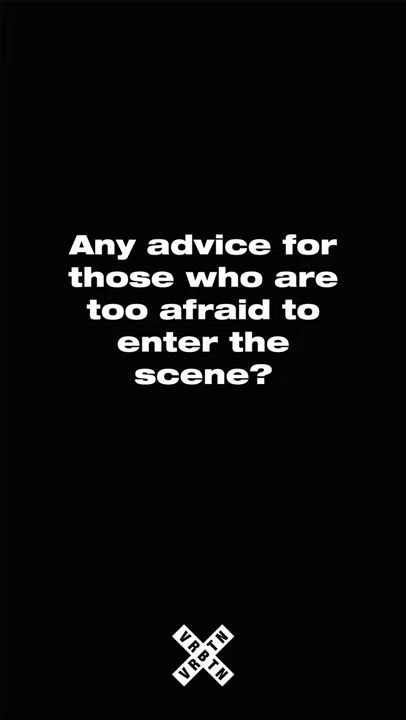 Any advice for
those who are
too afraid to
enter the
scene?
VRBTN
VRBTN